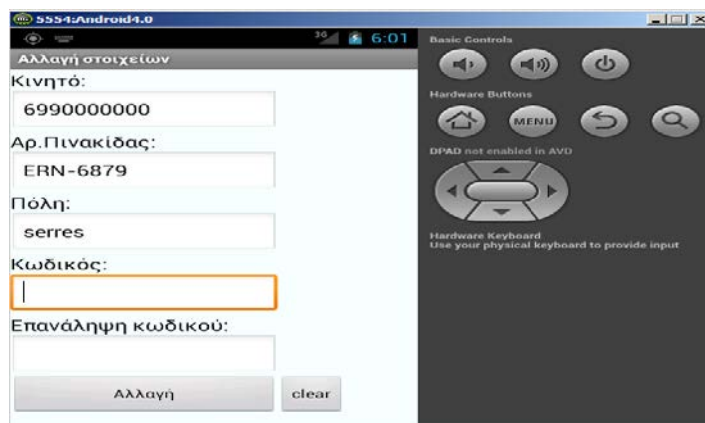 5554:Android4.0
3G 6:01
Αλλαγή στοιχείων
Κινητό:
6990000000
Αρ.Πινακίδας:
ERN-6879
Πόλη:
serres
Κωδικός:
Επανάληψη κωδικού:
Αλλαγή
clear
Basic Controls
Hardware Buttons
MENU
DPAD not enabled in AVD
Hardware Keyboard
Use your physical keyboard to provide input